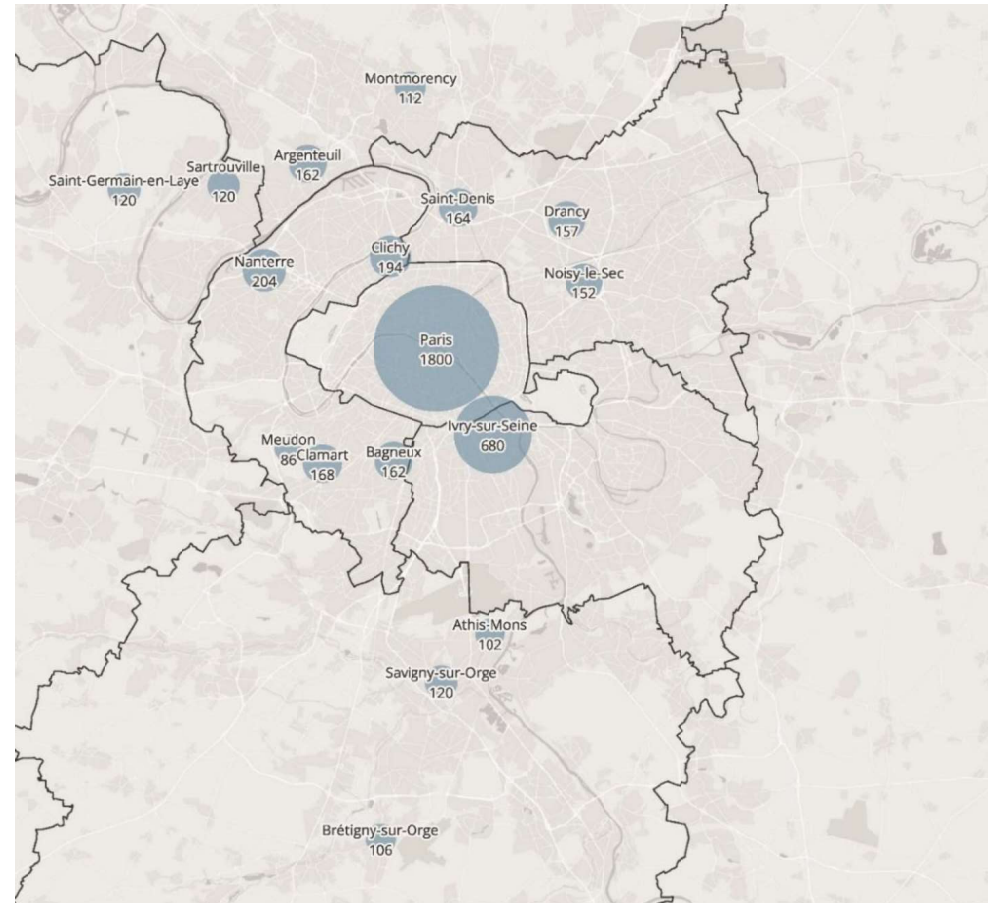 Montmorency
112
Argenteuil
162
Sartrouville
120
Saint-Germain-en-Laye
120
Saint-Denis
164
Drancy
157
Clichy
194
Nanterre
204
Noisy-le-Sec
152
Paris
1800
Ivry-sur-Seine
680
Meudon
86
Clamart
168
Bagneux
162
Athis-Mons
102
Savigny-sur-Orge
120
Brétigny-sur-Orge
106